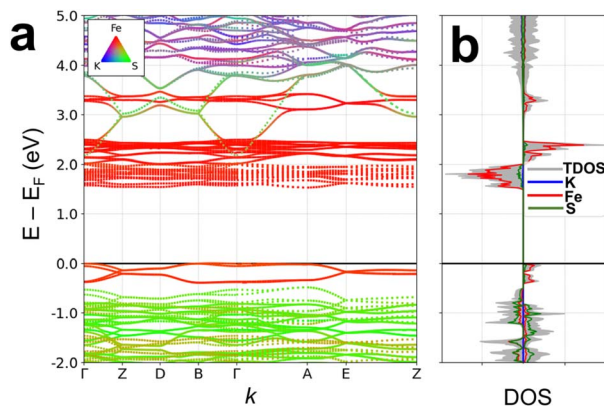 a
Fe
K S
E − E_F (eV)
5.0
4.0
3.0
2.0
1.0
0.0
-1.0
-2.0
Γ Z D B Γ A E Z
k
b
TDOS
K
Fe
S
DOS